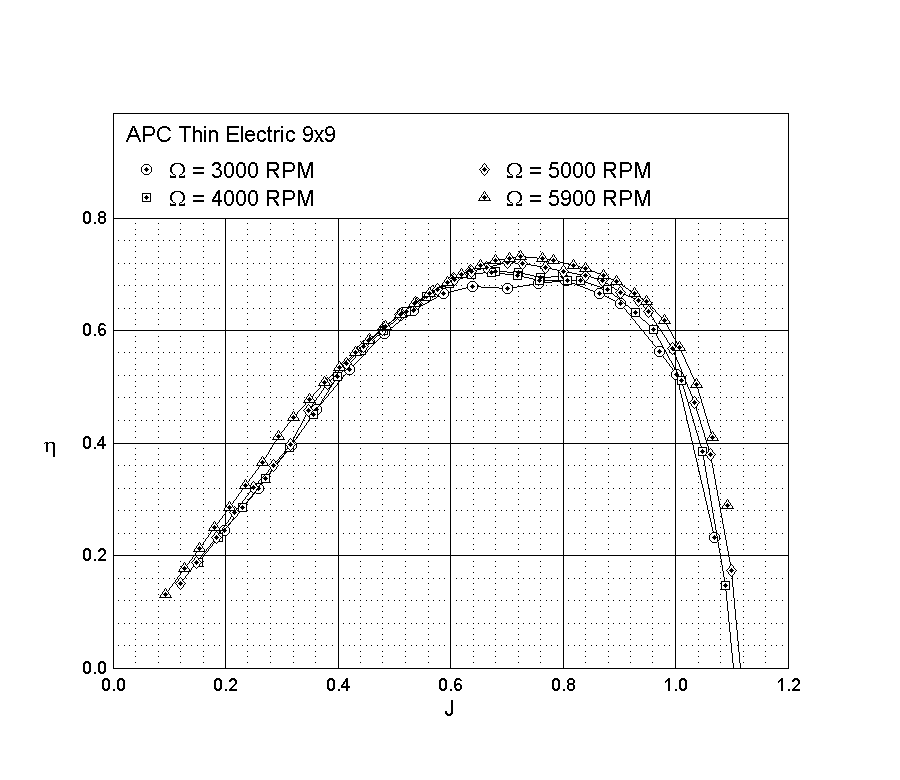 APC Thin Electric 9x9
Ω = 3000 RPM
Ω = 5000 RPM
Ω = 4000 RPM
Ω = 5900 RPM
0.8
0.6
0.4
η
0.2
0.0
0.0 0.2 0.4 0.6 0.8 1.0 1.2
J